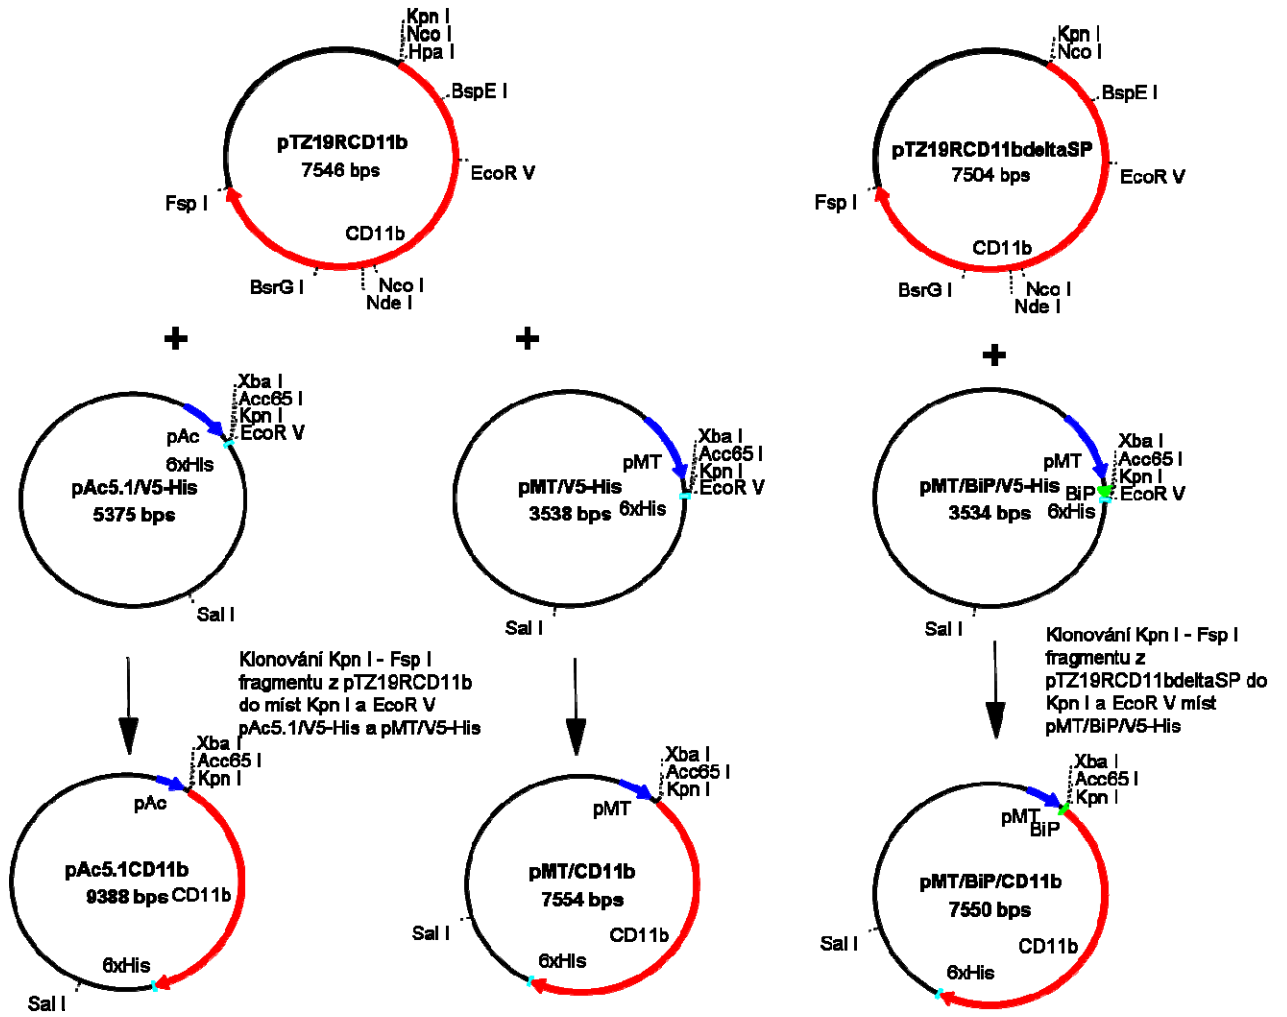 Kpn I
Nco I
Hpa I
BspE I
pTZ19RCD11b
7546 bps
EcoR V
Fsp I
CD11b
BsrG I
Nco I
Nde I
Kpn I
Nco I
BspE I
pTZ19RCD11bdeltaSP
7504 bps
EcoR V
Fsp I
CD11b
BsrG I
Nco I
Nde I
+
+
+
Xba I
Acc65 I
Kpn I
EcoR V
pAc
6xHis
pAc5.1/V5-His
5375 bps
Sal I
Xba I
Acc65 I
Kpn I
EcoR V
pMT
pMT/V5-His
3538 bps
6xHis
Sal I
Xba I
Acc65 I
Kpn I
EcoR V
pMT
pMT/BiP/V5-His
BiP
6xHis
3534 bps
Sal I
Klonování Kpn I - Fsp I
fragmentu z pTZ19RCD11b
do míst Kpn I a EcoR V
pAc5.1/V5-His a pMT/V5-His
Klonování Kpn I - Fsp I
fragmentu z
pTZ19RCD11bdeltaSP do
Kpn I a EcoR V míst
pMT/BiP/V5-His
Xba I
Acc65 I
Kpn I
pAc
pAc5.1CD11b
9388 bps
CD11b
6xHis
Sal I
Xba I
Acc65 I
Kpn I
pMT
pMT/CD11b
7554 bps
CD11b
Sal I
6xHis
Xba I
Acc65 I
Kpn I
pMT
BiP
pMT/BiP/CD11b
7550 bps
CD11b
Sal I
6xHis